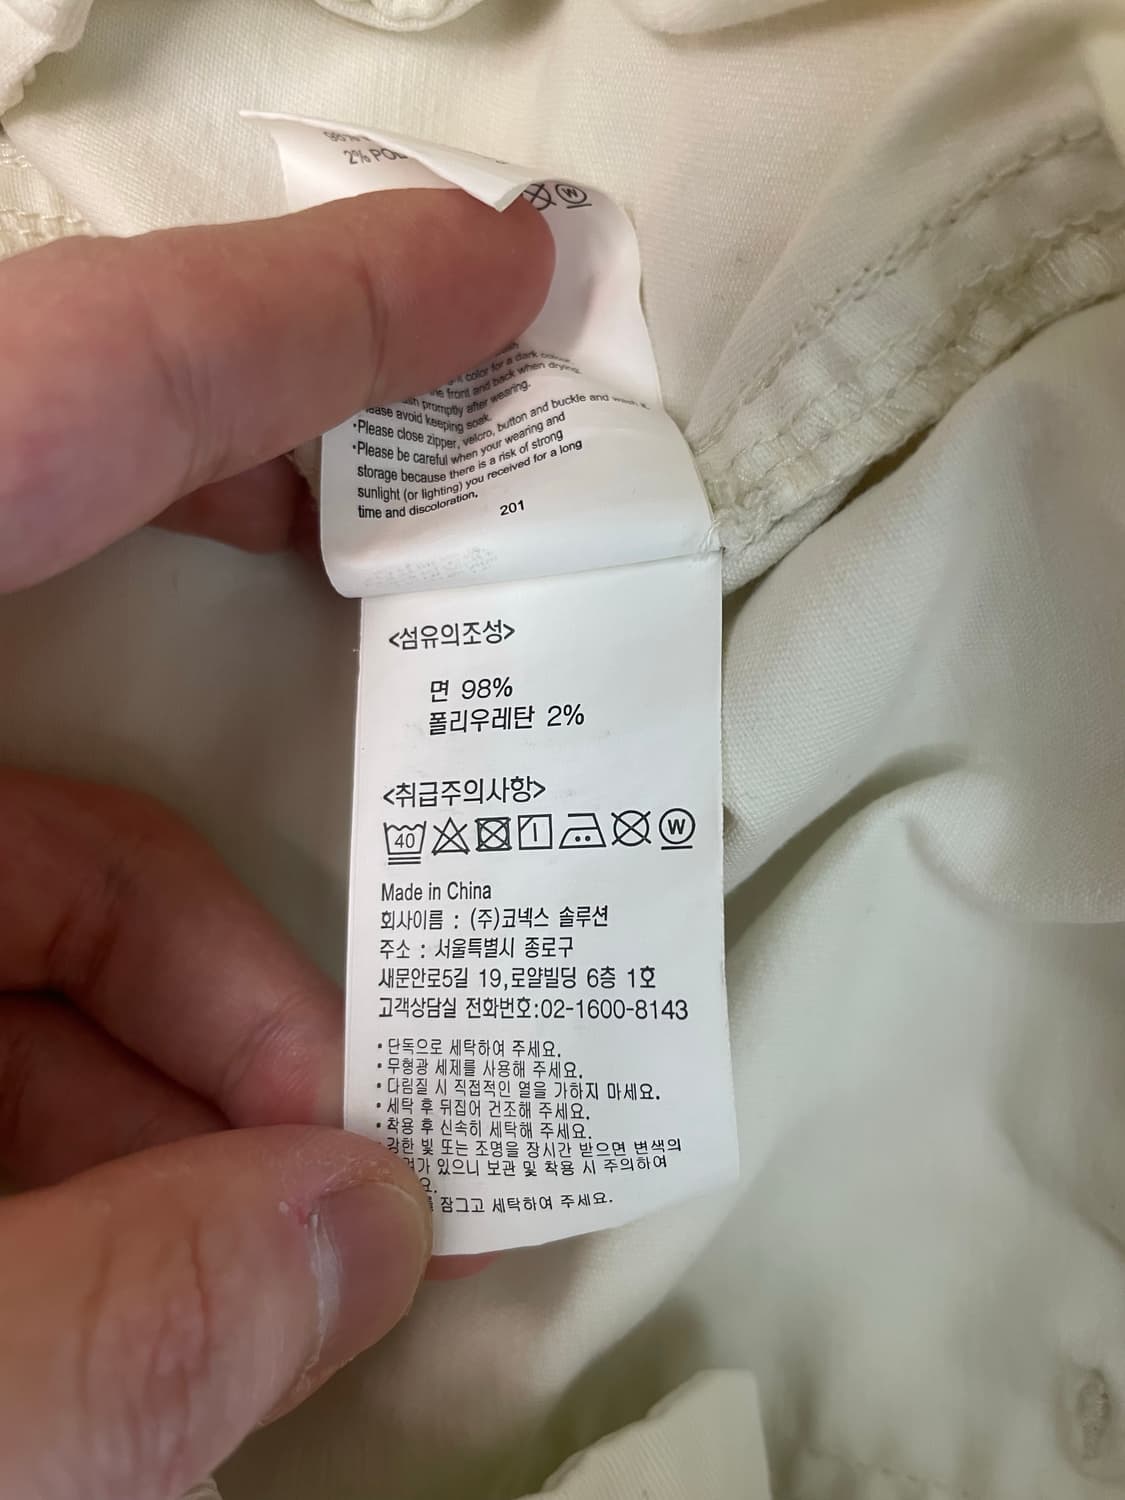 98%
2% POL
W
color for a dark
front and back when drying.
promptly after wearing.
avoid keeping soak.
•Please close zipper, velcro, button and buckle and
•Please be careful when your wearing and
storage because there is a risk of strong
sunlight (or lighting) you received for a long
time and discoloration.
201
<섬유의조성>
면 98%
폴리우레탄 2%
<취급주의사항>
40 W
Made in China
회사이름 : (주)코넥스 솔루션
주소 : 서울특별시 종로구
새문안로5길 19,로얄빌딩 6층 1호
고객상담실 전화번호:02-1600-8143
• 단독으로 세탁하여 주세요.
• 무형광 세제를 사용해 주세요.
• 다림질 시 직접적인 열을 가하지 마세요.
• 세탁 후 뒤집어 건조해 주세요.
• 착용 후 신속히 세탁해 주세요.
강한 빛 또는 조명을 장시간 받으면 변색의
있으니 보관 및 착용 시 주의하여
요.
잠그고 세탁하여 주세요.